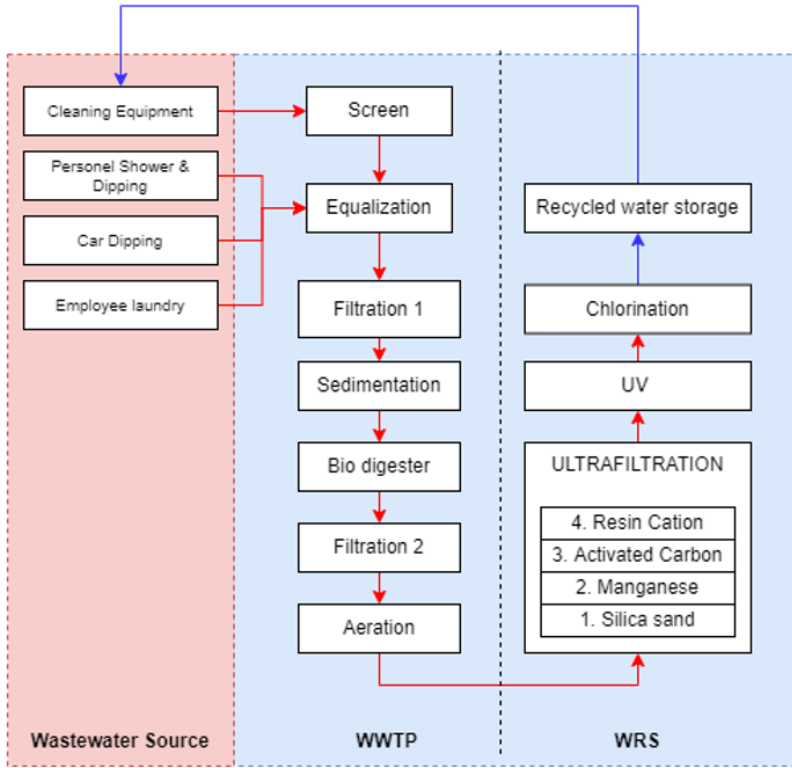 Cleaning Equipment
Personel Shower &
Dipping
Car Dipping
Employee laundry
Wastewater Source
Screen
Equalization
Filtration 1
Sedimentation
Bio digester
Filtration 2
Aeration
WWTP
Recycled water storage
Chlorination
UV
ULTRAFILTRATION
4. Resin Cation
3. Activated Carbon
2. Manganese
1. Silica sand
WRS